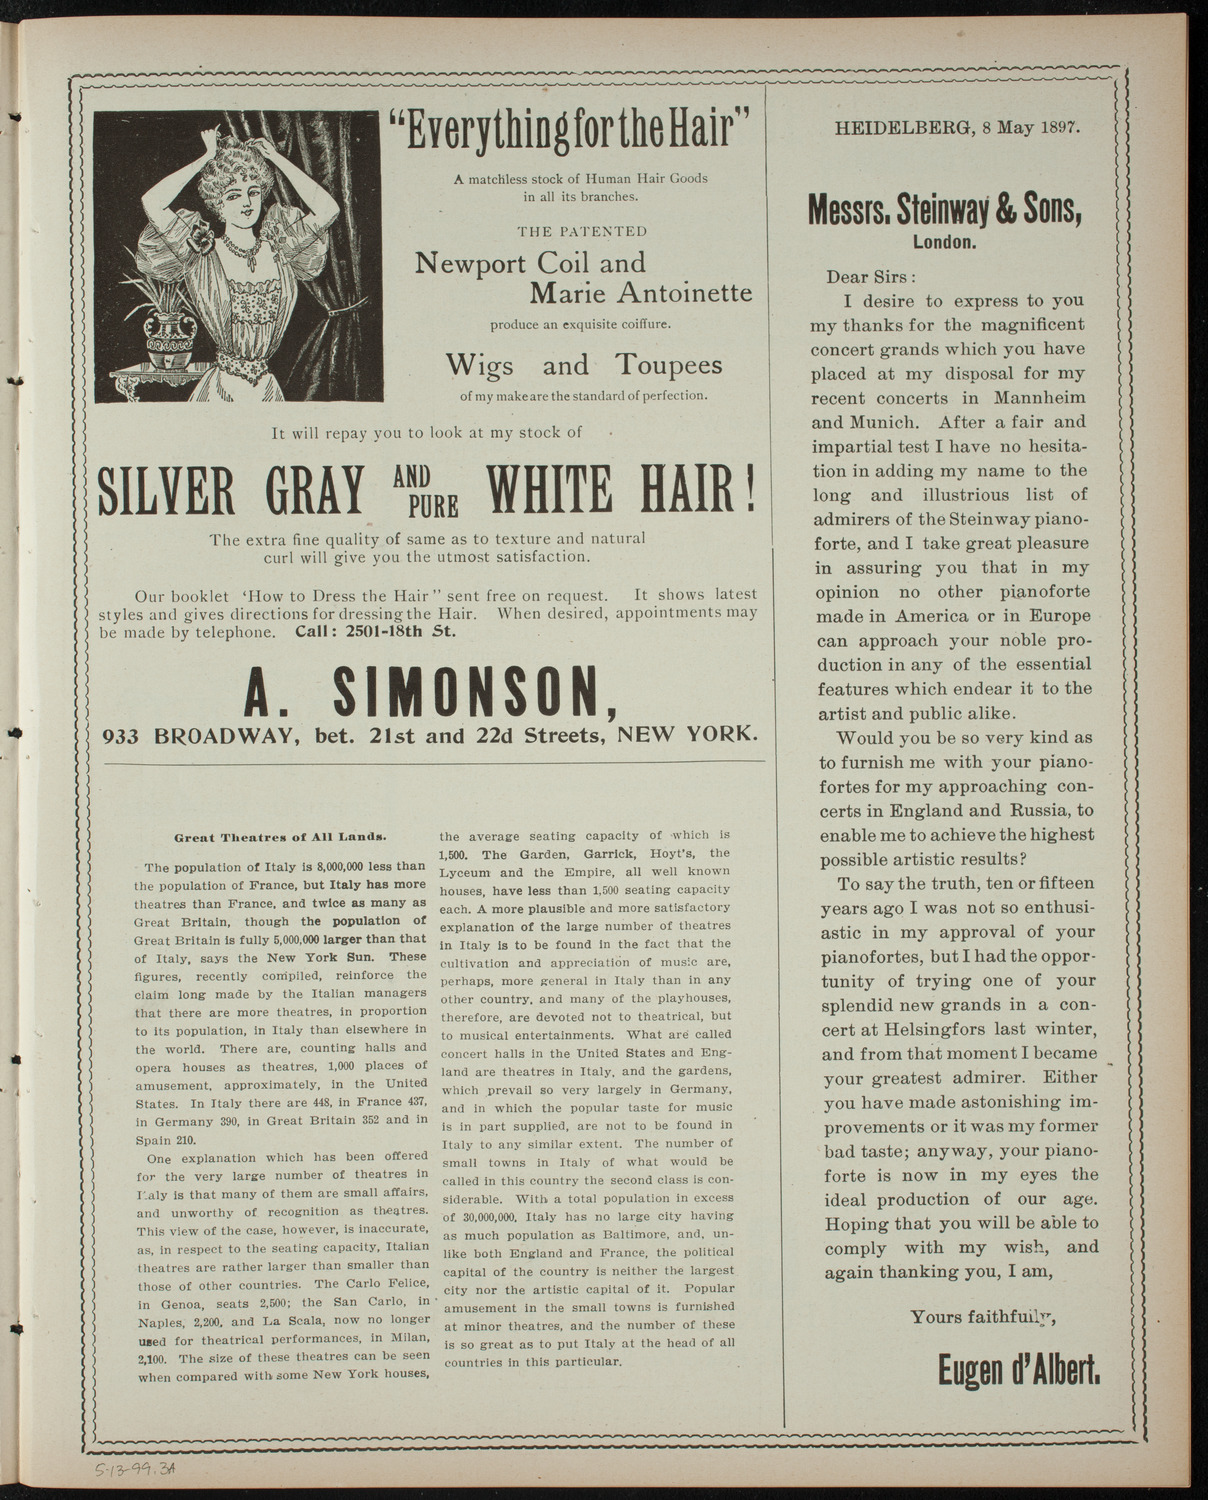 "Everything for the Hair"
A matchless stock of Human Hair Goods
in all its branches.
THE PATENTED
Newport Coil and
Marie Antoinette
produce an exquisite coiffure.
Wigs and Toupees
of my make are the standard of perfection.
It will repay you to look at my stock of
SILVER GRAY AND PURE WHITE HAIR!
The extra fine quality of same as to texture and natural
curl will give you the utmost satisfaction.
Our booklet 'How to Dress the Hair" sent free on request. It shows latest
styles and gives directions for dressing the Hair. When desired, appointments may
be made by telephone. Call: 2501-18th St.
A. SIMONSON,
933 BROADWAY, bet. 21st and 22d Streets, NEW YORK.
Great Theatres of All Lands.
The population of Italy is 8,000,000 less than
the population of France, but Italy has more
theatres than France, and twice as many as
Great Britain, though the population of
Great Britain is fully 5,000,000 larger than that
of Italy, says the New York Sun. These
figures, recently compiled, reinforce the
claim long made by the Italian managers
that there are more theatres, in proportion
to its population, in Italy than elsewhere in
the world. There are, counting halls and
opera houses as theatres, 1,000 places of
amusement, approximately, in the United
States. In Italy there are 448, in France 437,
in Germany 390, in Great Britain 352 and in
Spain 210.
One explanation which has been offered
for the very large number of theatres in
Italy is that many of them are small affairs,
and unworthy of recognition as theatres.
This view of the case, however, is inaccurate,
as, in respect to the seating capacity, Italian
theatres are rather larger than smaller than
those of other countries. The Carlo Felice,
in Genoa, seats 2,500; the San Carlo, in
Naples, 2,200, and La Scala, now no longer
used for theatrical performances, in Milan,
2,100. The size of these theatres can be seen
when compared with some New York houses,
the average seating capacity of which is
1,500. The Garden, Garrick, Hoyt's, the
Lyceum and the Empire, all well known
houses, have less than 1,500 seating capacity
each. A more plausible and more satisfactory
explanation of the large number of theatres
in Italy is to be found in the fact that the
cultivation and appreciation of music are,
perhaps, more general in Italy than in any
other country, and many of the playhouses,
therefore, are devoted not to theatrical, but
to musical entertainments. What are called
concert halls in the United States and Eng-
land are theatres in Italy, and the gardens,
which prevail so very largely in Germany,
and in which the popular taste for music
is in part supplied, are not to be found in
Italy to any similar extent. The number of
small towns in Italy of what would be
called in this country the second class is con-
siderable. With a total population in excess
of 30,000,000, Italy has no large city having
as much population as Baltimore, and, un-
like both England and France, the political
capital of the country is neither the largest
city nor the artistic capital of it. Popular
amusement in the small towns is furnished
at minor theatres, and the number of these
is so great as to put Italy at the head of all
countries in this particular.
HEIDELBERG, 8 May 1897.
Messrs. Steinway & Sons,
London.
Dear Sirs:
I desire to express to you
my thanks for the magnificent
concert grands which you have
placed at my disposal for my
recent concerts in Mannheim
and Munich. After a fair and
impartial test I have no hesita-
tion in adding my name to the
long and illustrious list of
admirers of the Steinway piano-
forte, and I take great pleasure
in assuring you that in my
opinion no other pianoforte
made in America or in Europe
can approach your noble pro-
duction in any of the essential
features which endear it to the
artist and public alike.
Would you be so very kind as
to furnish me with your piano-
fortes for my approaching con-
certs in England and Russia, to
enable me to achieve the highest
possible artistic results?
To say the truth, ten or fifteen
years ago I was not so enthusi-
astic in my approval of your
pianofortes, but I had the oppor-
tunity of trying one of your
splendid new grands in a con-
cert at Helsingfors last winter,
and from that moment I became
your greatest admirer. Either
you have made astonishing im-
provements or it was my former
bad taste; anyway, your piano-
forte is now in my eyes the
ideal production of our age.
Hoping that you will be able to
comply with my wish, and
again thanking you, I am,
Yours faithfully,
Eugen d'Albert.
5-13-99.3A